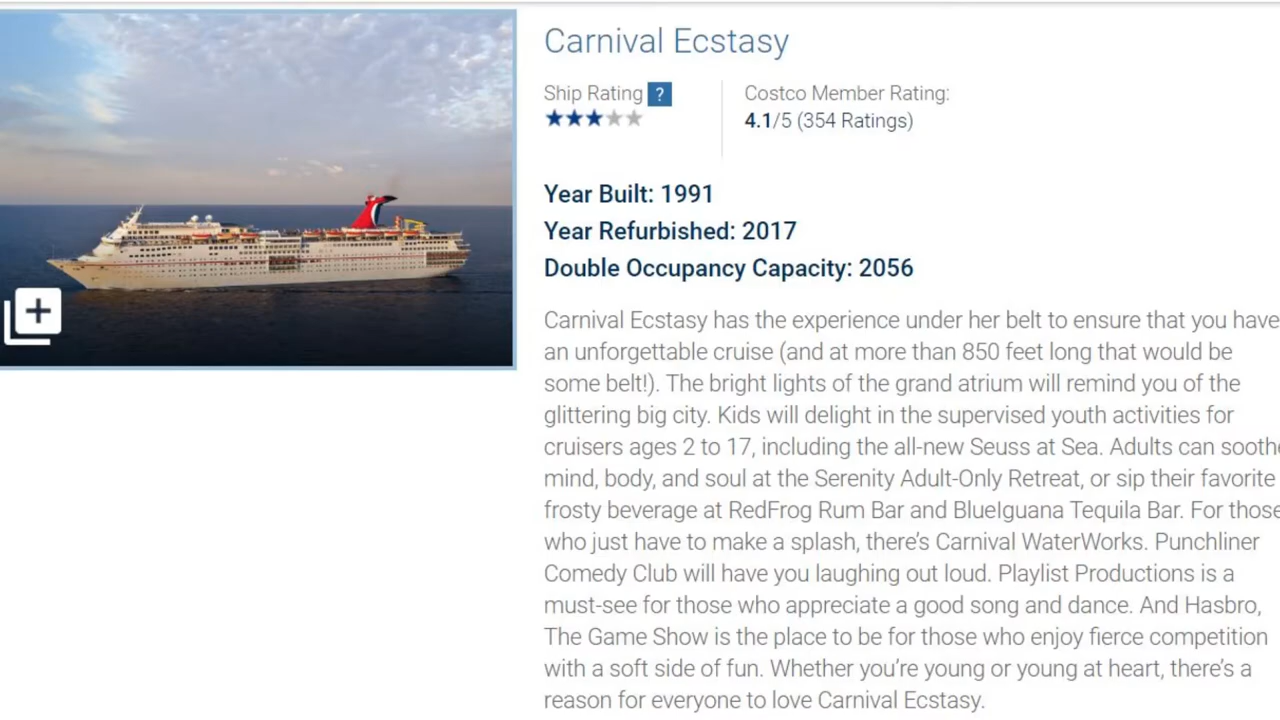 Carnival Ecstasy
Ship Rating ?
Costco Member Rating:
4.1/5 (354 Ratings)
Year Built: 1991
Year Refurbished: 2017
Double Occupancy Capacity: 2056
Carnival Ecstasy has the experience under her belt to ensure that you have
an unforgettable cruise (and at more than 850 feet long that would be
some belt!). The bright lights of the grand atrium will remind you of the
glittering big city. Kids will delight in the supervised youth activities for
cruisers ages 2 to 17, including the all-new Seuss at Sea. Adults can soothe
mind, body, and soul at the Serenity Adult-Only Retreat, or sip their favorite
frosty beverage at RedFrog Rum Bar and BlueIguana Tequila Bar. For those
who just have to make a splash, there’s Carnival WaterWorks. Punchliner
Comedy Club will have you laughing out loud. Playlist Productions is a
must-see for those who appreciate a good song and dance. And Hasbro,
The Game Show is the place to be for those who enjoy fierce competition
with a soft side of fun. Whether you’re young or young at heart, there’s a
reason for everyone to love Carnival Ecstasy.